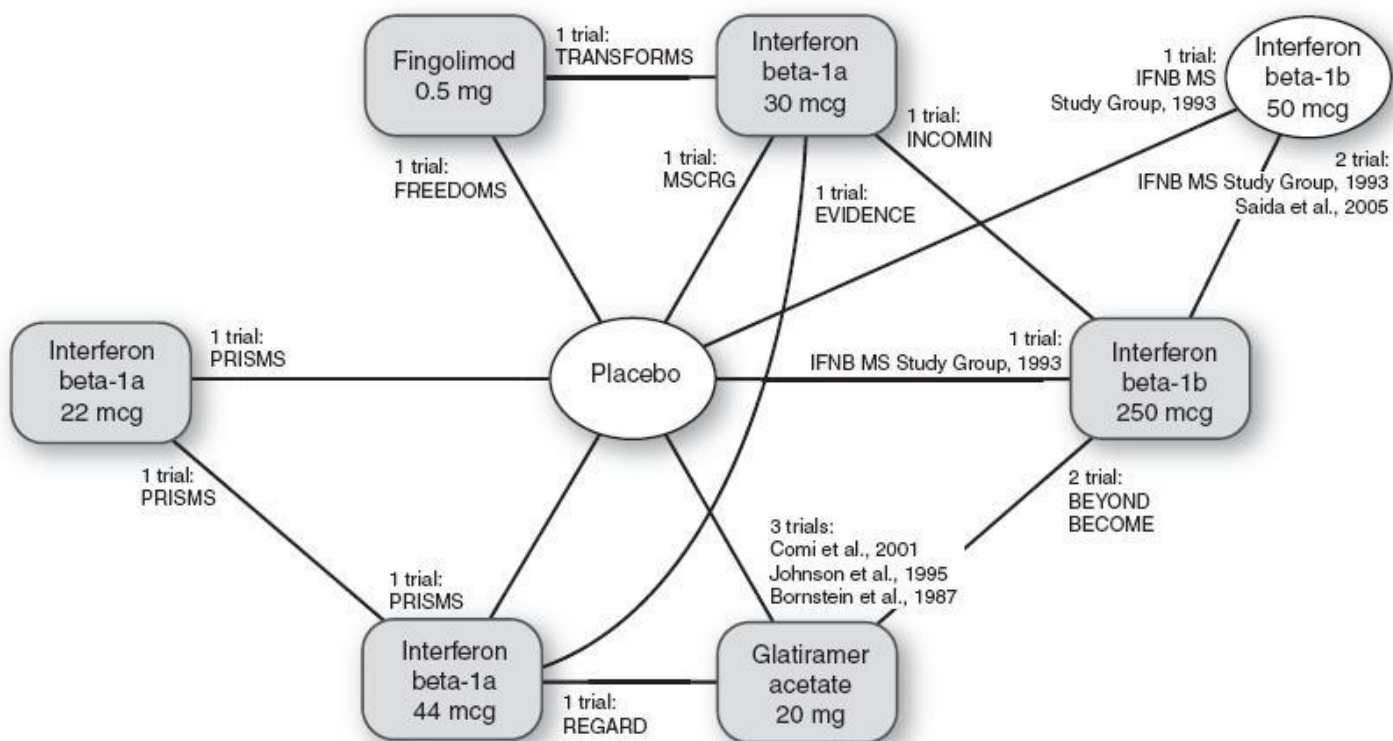 Fingolimod
0.5 mg
1 trial:
TRANSFORMS
Interferon
beta-1a
30 mcg
1 trial:
IFNB MS
Study Group, 1993
Interferon
beta-1b
50 mcg
1 trial:
FREEDOMS
1 trial:
MSCRG
1 trial:
EVIDENCE
1 trial:
INCOMIN
2 trial:
IFNB MS Study Group, 1993
Saida et al., 2005
Interferon
beta-1a
22 mcg
1 trial:
PRISMS
Placebo
1 trial:
IFNB MS Study Group, 1993
Interferon
beta-1b
250 mcg
1 trial:
PRISMS
1 trial:
PRISMS
3 trials:
Comi et al., 2001
Johnson et al., 1995
Bornstein et al., 1987
2 trial:
BEYOND
BECOME
Interferon
beta-1a
44 mcg
1 trial:
REGARD
Glatiramer
acetate
20 mg